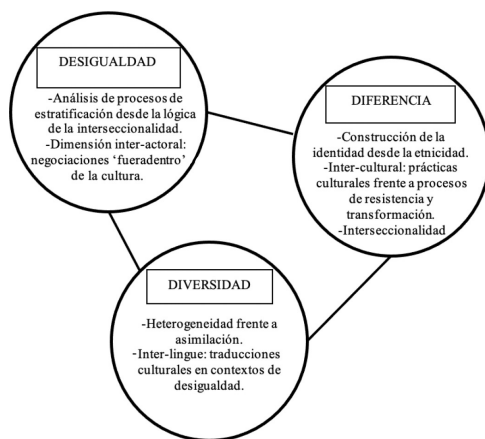 DESIGUALDAD
-Análisis de procesos de
estratificación desde la lógica
de la interseccionalidad.
-Dimensión inter-actoral:
negociaciones ‘fueradentro’
de la cultura.
DIFERENCIA
-Construcción de la
identidad desde la etnicidad.
-Inter-cultural: prácticas
culturales frente a procesos
de resistencia y
transformación.
-Interseccionalidad
DIVERSIDAD
-Heterogeneidad frente a
asimilación.
-Inter-lingue: traducciones
culturales en contextos de
desigualdad.